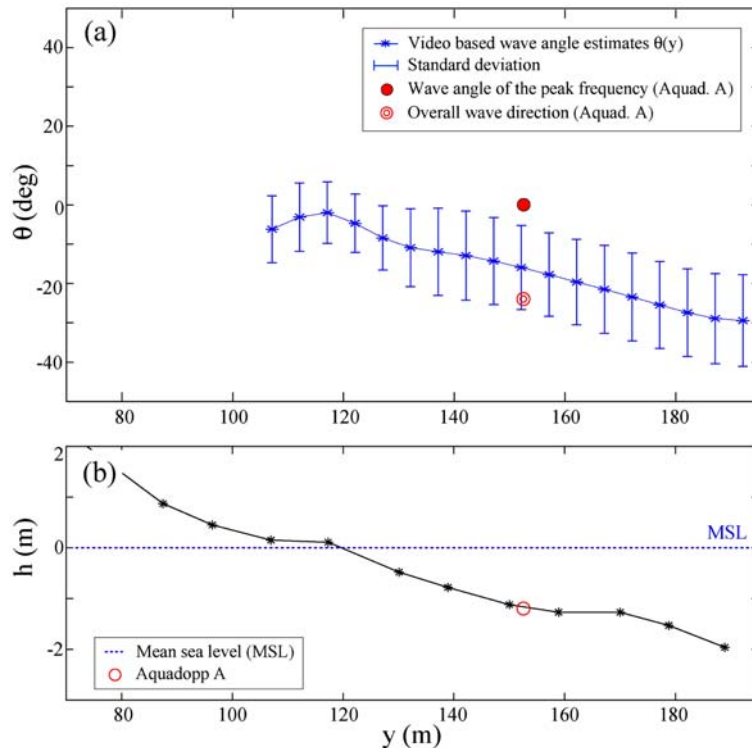 (a)
Video based wave angle estimates θ(y)
Standard deviation
Wave angle of the peak frequency (Aquad. A)
Overall wave direction (Aquad. A)
40
20
0
-20
-40
θ (deg)
80 100 120 140 160 180
(b)
2
0
-2
h (m)
MSL
Mean sea level (MSL)
Aquadopp A
80 100 120 140 160 180
y (m)